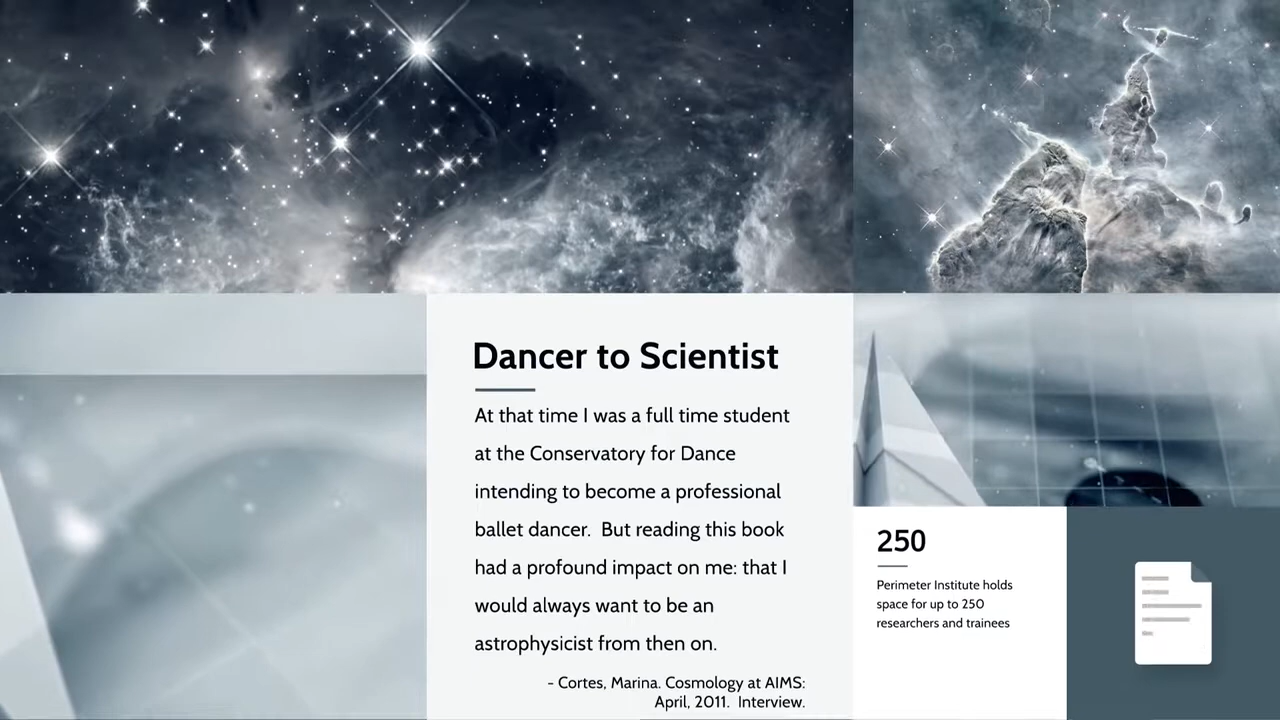 Dancer to Scientist
At that time I was a full time student
at the Conservatory for Dance
intending to become a professional
ballet dancer.  But reading this book
had a profound impact on me: that I
would always want to be an
astrophysicist from then on.
- Cortes, Marina. Cosmology at AIMS:
April, 2011.  Interview.
250
Perimeter Institute holds
space for up to 250
researchers and trainees